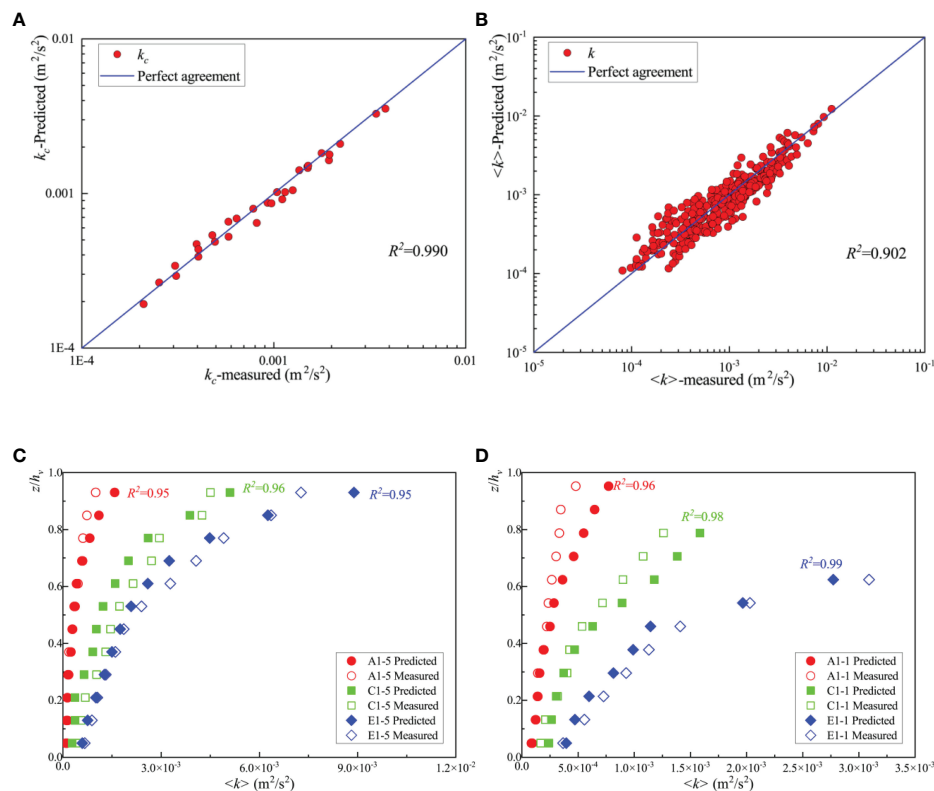 A
0.01
k_c
Perfect agreement
k_c-Predicted (m²/s²)
0.001
R²=0.990
1E-4
1E-4
0.001
0.01
k_c-measured (m²/s²)
B
10⁻¹
k
Perfect agreement
<k>-Predicted (m²/s²)
10⁻²
10⁻³
10⁻⁴
10⁻⁵
R²=0.902
10⁻⁵
10⁻⁴
10⁻³
10⁻²
10⁻¹
<k>-measured (m²/s²)
C
z/h_v
1.0
0.8
0.6
0.4
0.2
0.0
R²=0.95
R²=0.96
R²=0.95
A1-5 Predicted
A1-5 Measured
C1-5 Predicted
C1-5 Measured
E1-5 Predicted
E1-5 Measured
0.0
3.0×10⁻³
6.0×10⁻³
9.0×10⁻³
1.2×10⁻²
<k> (m²/s²)
D
z/h_v
1.0
0.8
0.6
0.4
0.2
0.0
R²=0.96
R²=0.98
R²=0.99
A1-1 Predicted
A1-1 Measured
C1-1 Predicted
C1-1 Measured
E1-1 Predicted
E1-1 Measured
0.0
5.0×10⁻⁴
1.0×10⁻³
1.5×10⁻³
2.0×10⁻³
2.5×10⁻³
3.0×10⁻³
3.5×10⁻³
<k> (m²/s²)